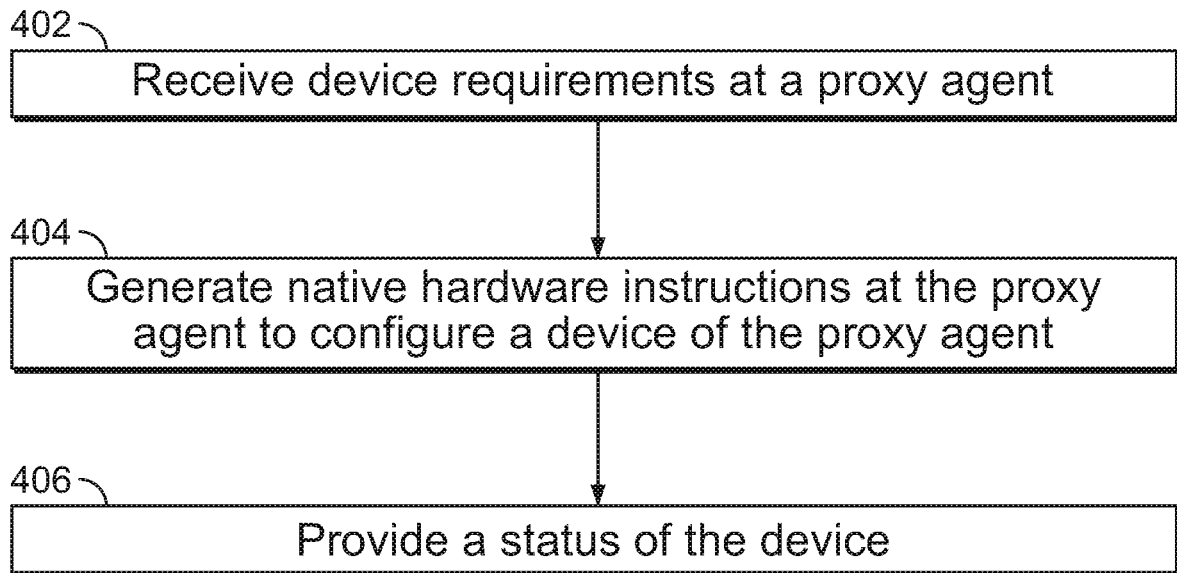 402
Receive device requirements at a proxy agent
404
Generate native hardware instructions at the proxy
agent to configure a device of the proxy agent
406
Provide a status of the device